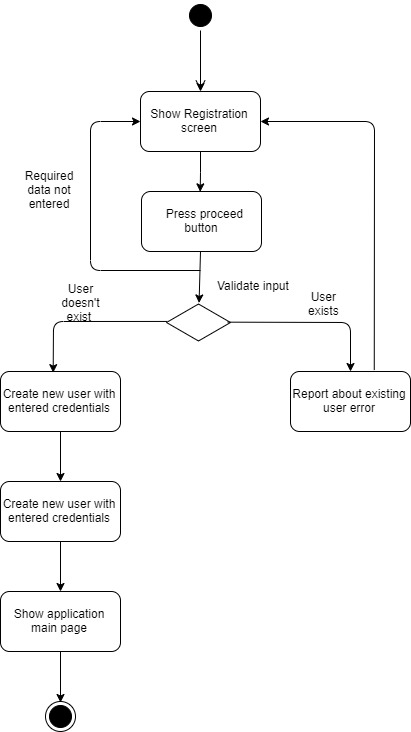 Show Registration
screen
Required
data not
entered
Press proceed
button
Validate input
User
doesn't
exist
User
exists
Create new user with
entered credentials
Report about existing
user error
Create new user with
entered credentials
Show application
main page